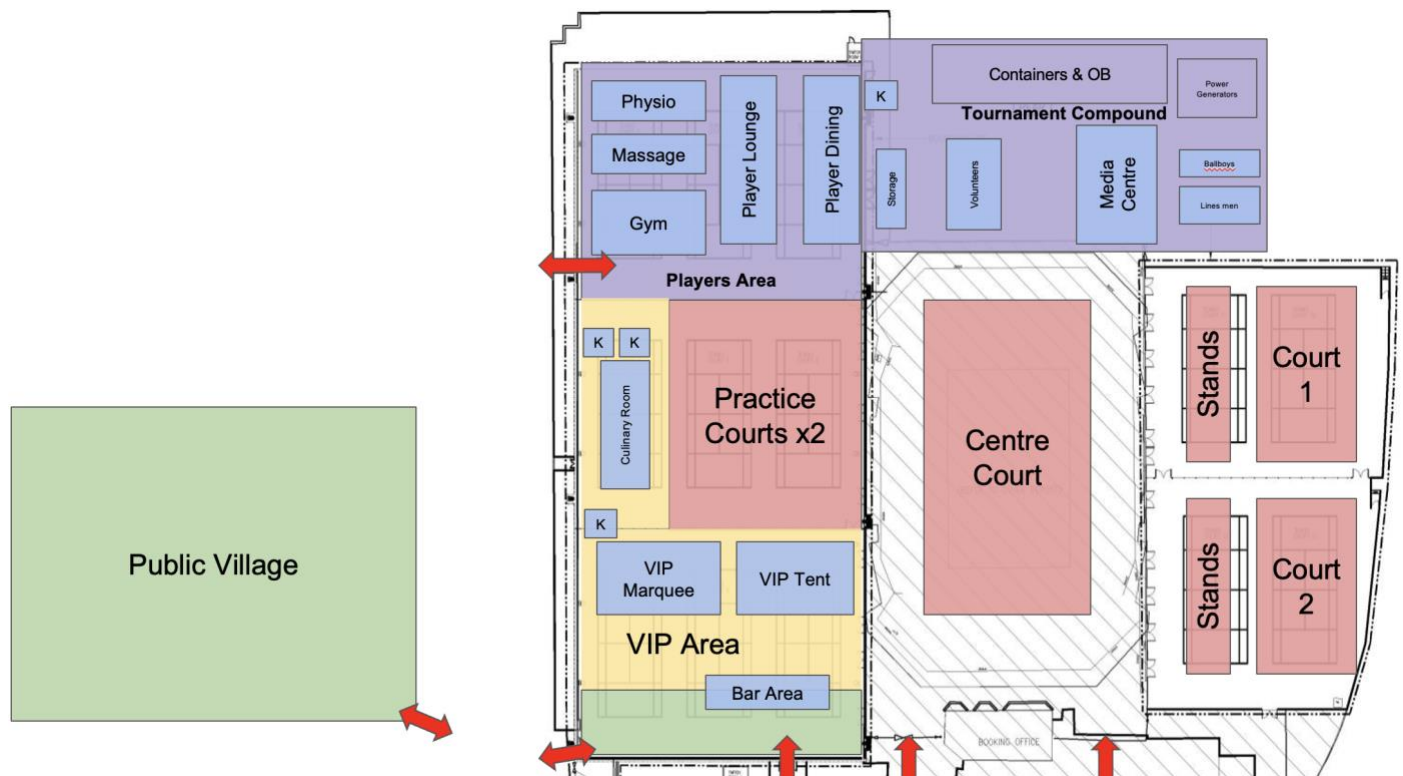 Containers & OB
Power
Generators
Physio
K
Tournament Compound
Player Lounge
Player Dining
Massage
Storage
Volunteers
Media
Centre
Ballboys
Gym
Lines men
Players Area
K
K
Stands
Court
1
Culinary Room
Practice
Courts x2
Centre
Court
K
Public Village
VIP
Marquee
VIP Tent
Stands
Court
2
VIP Area
Bar Area
BOOKING OFFICE